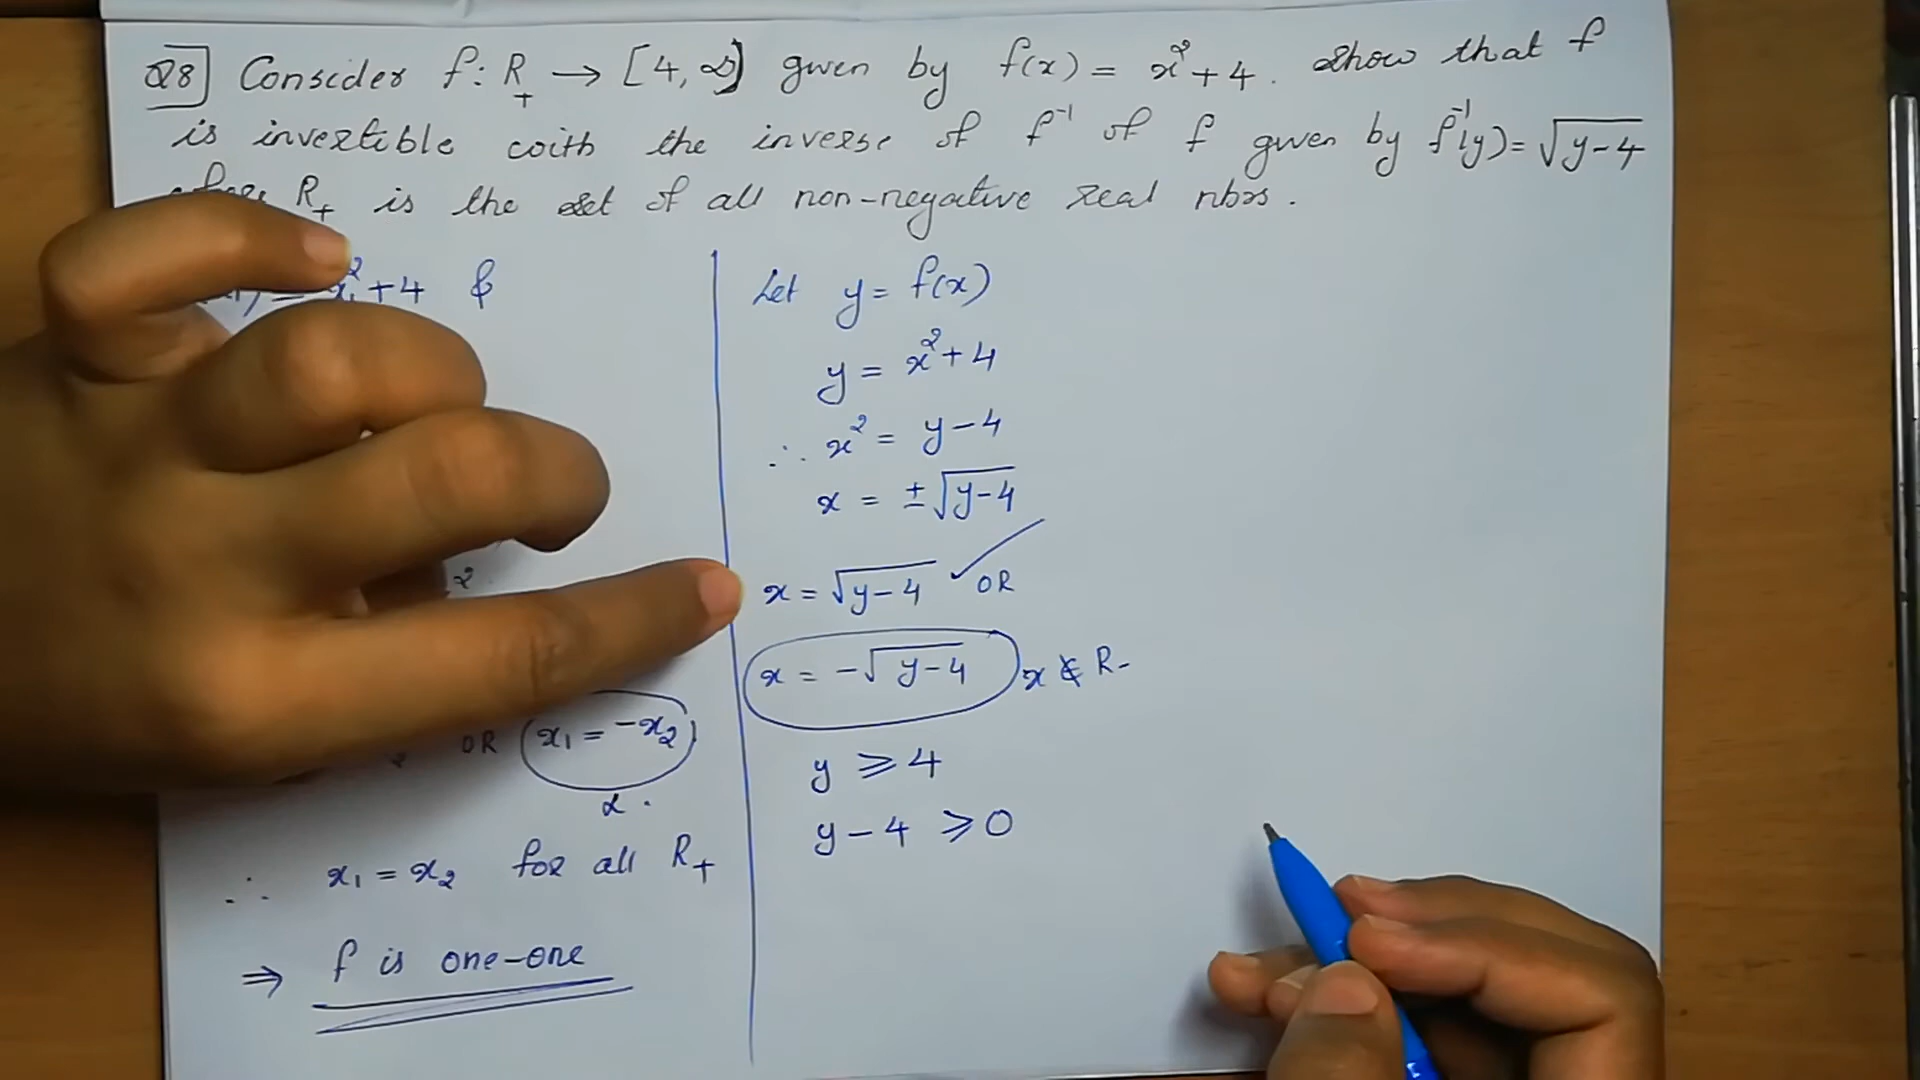 Q8 Consider f: R₊ → [4, ∞] given by f(x) = x² + 4. Show that f
is invertible with the inverse of f⁻¹ of f given by f⁻¹(y) = √(y-4)
R₊ is the set of all non-negative real nbrs.
x₁² + 4 &
2
OR x₁ = -x₂
∴ x₁ = x₂ for all R₊
⇒ f is one-one
Let y = f(x)
y = x² + 4
∴ x² = y - 4
x = ± √(y-4)
x = √(y-4) ✓ OR
x = -√(y-4) x ∉ R-
y ≥ 4
y - 4 ≥ 0